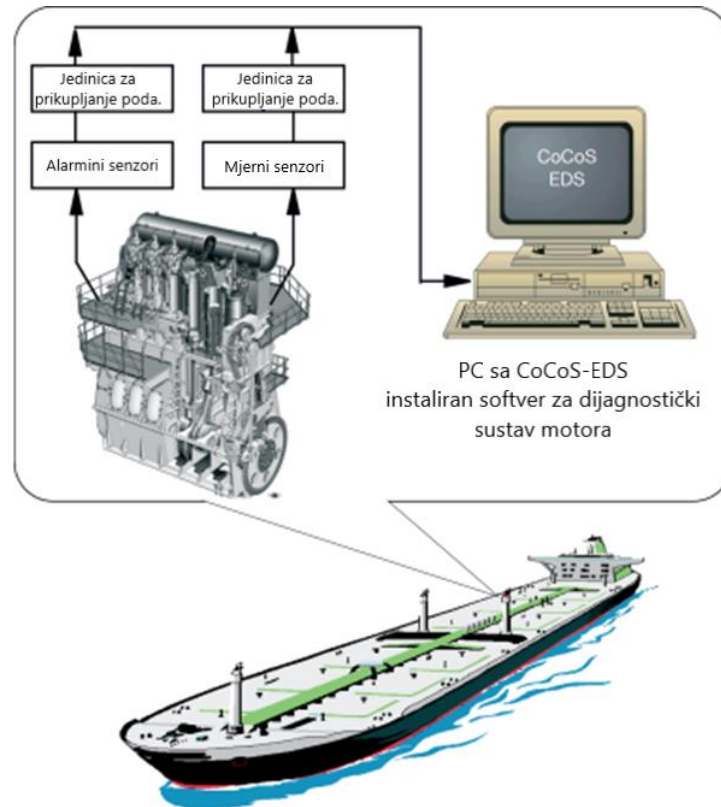 Jedinica za
prikupljanje poda.
Jedinica za
prikupljanje poda.
Alarmini senzori
Mjerni senzori
CoCoS
EDS
PC sa CoCoS-EDS
instaliran softver za dijagnostički
sustav motora